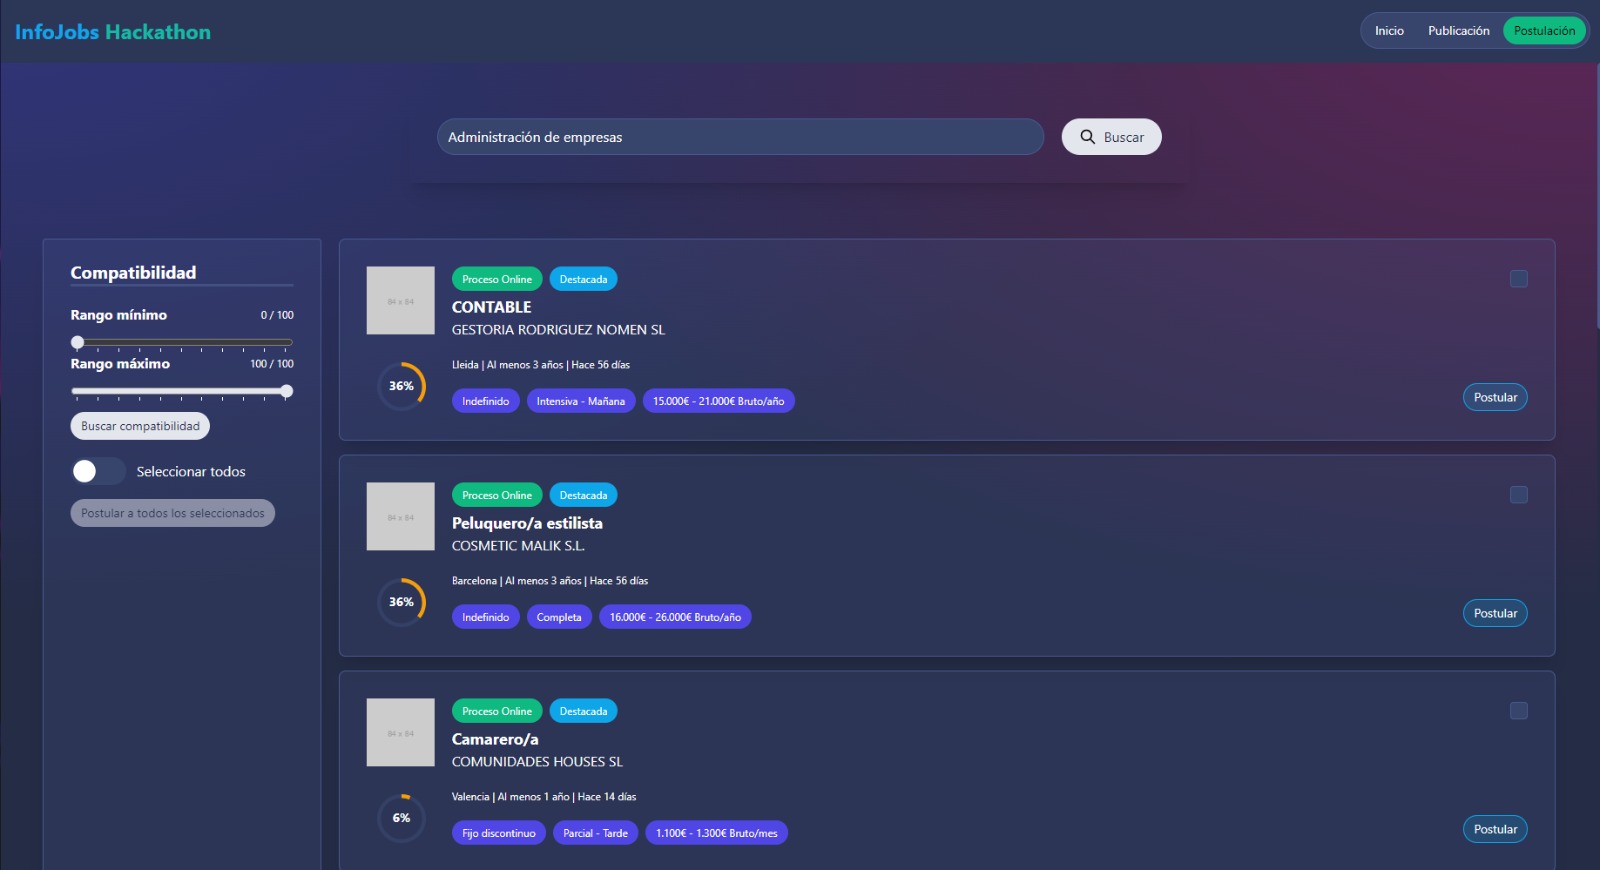 InfoJobs Hackathon
Inicio Publicación Postulación
Administración de empresas
Buscar
Compatibilidad
Rango mínimo 0 / 100
Rango máximo 100 / 100
Buscar compatibilidad
Seleccionar todos
Postular a todos los seleccionados
84 x 84
Proceso Online Destacada
CONTABLE
GESTORIA RODRIGUEZ NOMEN SL
Lleida | Al menos 3 años | Hace 56 días
36%
Indefinido Intensiva - Mañana 15.000€ - 21.000€ Bruto/año
Postular
84 x 84
Proceso Online Destacada
Peluquero/a estilista
COSMETIC MALIK S.L.
Barcelona | Al menos 3 años | Hace 56 días
36%
Indefinido Completa 16.000€ - 26.000€ Bruto/año
Postular
84 x 84
Proceso Online Destacada
Camarero/a
COMUNIDADES HOUSES SL
Valencia | Al menos 1 año | Hace 14 días
6%
Fijo discontinuo Parcial - Tarde 1.100€ - 1.300€ Bruto/mes
Postular